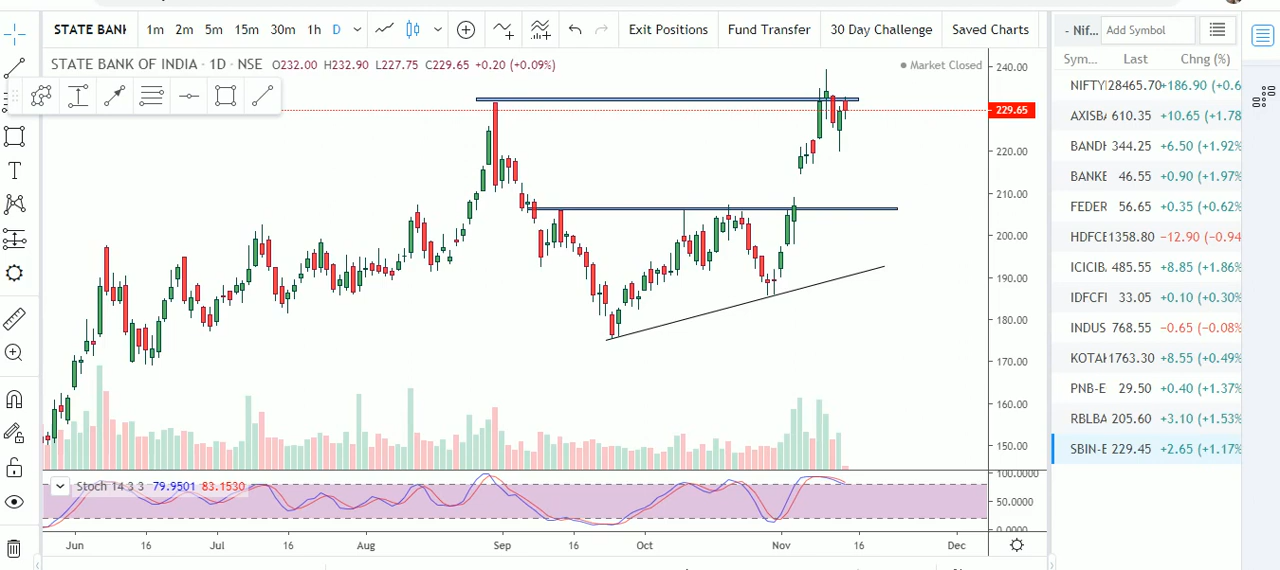 STATE BANK 1m 2m 5m 15m 30m 1h D Exit Positions Fund Transfer 30 Day Challenge Saved Charts
STATE BANK OF INDIA · 1D · NSE O232.00 H232.90 L227.75 C229.65 +0.20 (+0.09%)
Market Closed
240.00
229.65
220.00
210.00
200.00
190.00
180.00
170.00
160.00
150.00
Stoch 14 3 3 79.9501 83.1530
100.0000
50.0000
0.0000
Jun 16 Jul 16 Aug Sep 16 Oct Nov 16 Dec
- Nif... Add Symbol
Sym... Last Chng (%)
NIFTY 28465.70 +186.90 (+0.6
AXISBA 610.35 +10.65 (+1.78
BANDI 344.25 +6.50 (+1.92%
BANKE 46.55 +0.90 (+1.97%
FEDER 56.65 +0.35 (+0.62%
HDFCE 1358.80 −12.90 (−0.94
ICICIB. 485.55 +8.85 (+1.86%
IDFCFI 33.05 +0.10 (+0.30%
INDUS 768.55 −0.65 (−0.08%
KOTAK 1763.30 +8.55 (+0.49%
PNB-E 29.50 +0.40 (+1.37%
RBLBA 205.60 +3.10 (+1.53%
SBIN-E 229.45 +2.65 (+1.17%